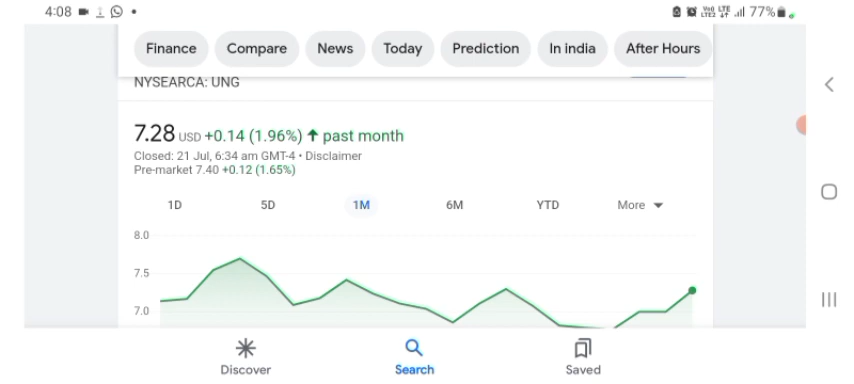 4:08 77%
Finance Compare News Today Prediction In india After Hours
NYSEARCA: UNG
7.28 USD +0.14 (1.96%) ↑ past month
Closed: 21 Jul, 6:34 am GMT-4 • Disclaimer
Pre-market 7.40 +0.12 (1.65%)
1D 5D 1M 6M YTD More
8.0
7.5
7.0
Discover Search Saved